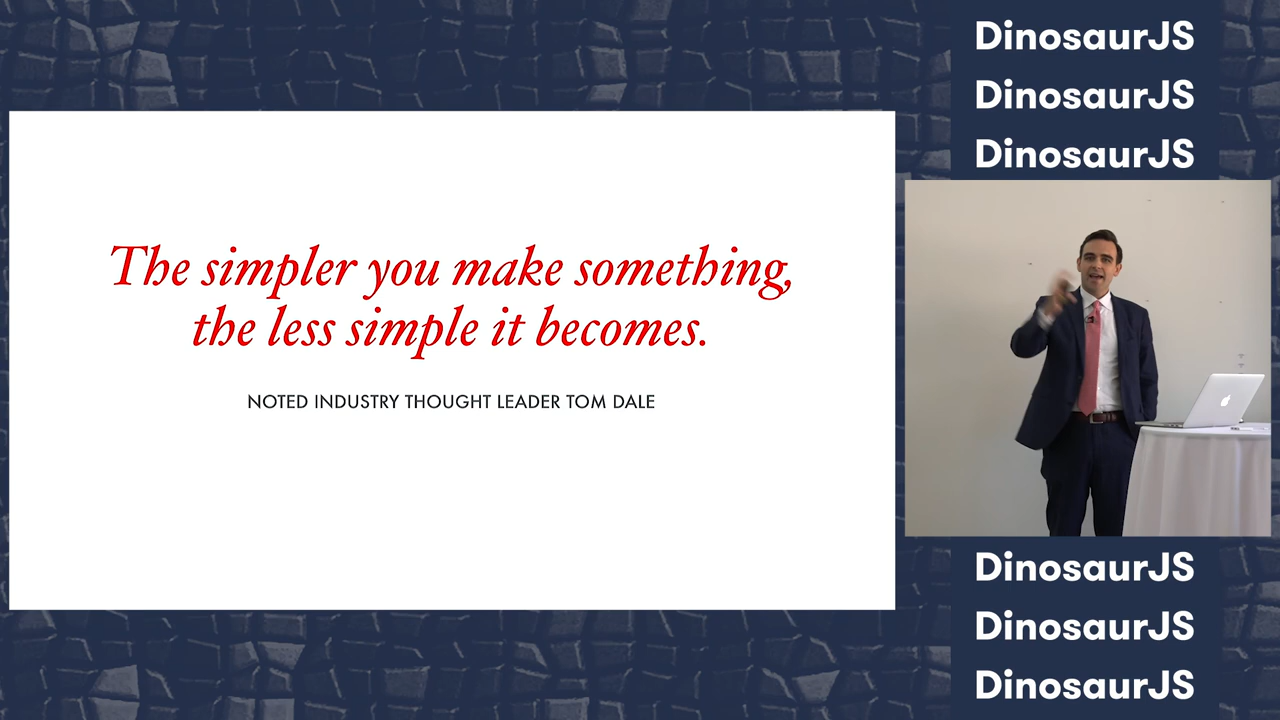 DinosaurJS
DinosaurJS
DinosaurJS
The simpler you make something,
the less simple it becomes.
NOTED INDUSTRY THOUGHT LEADER TOM DALE
DinosaurJS
DinosaurJS
DinosaurJS